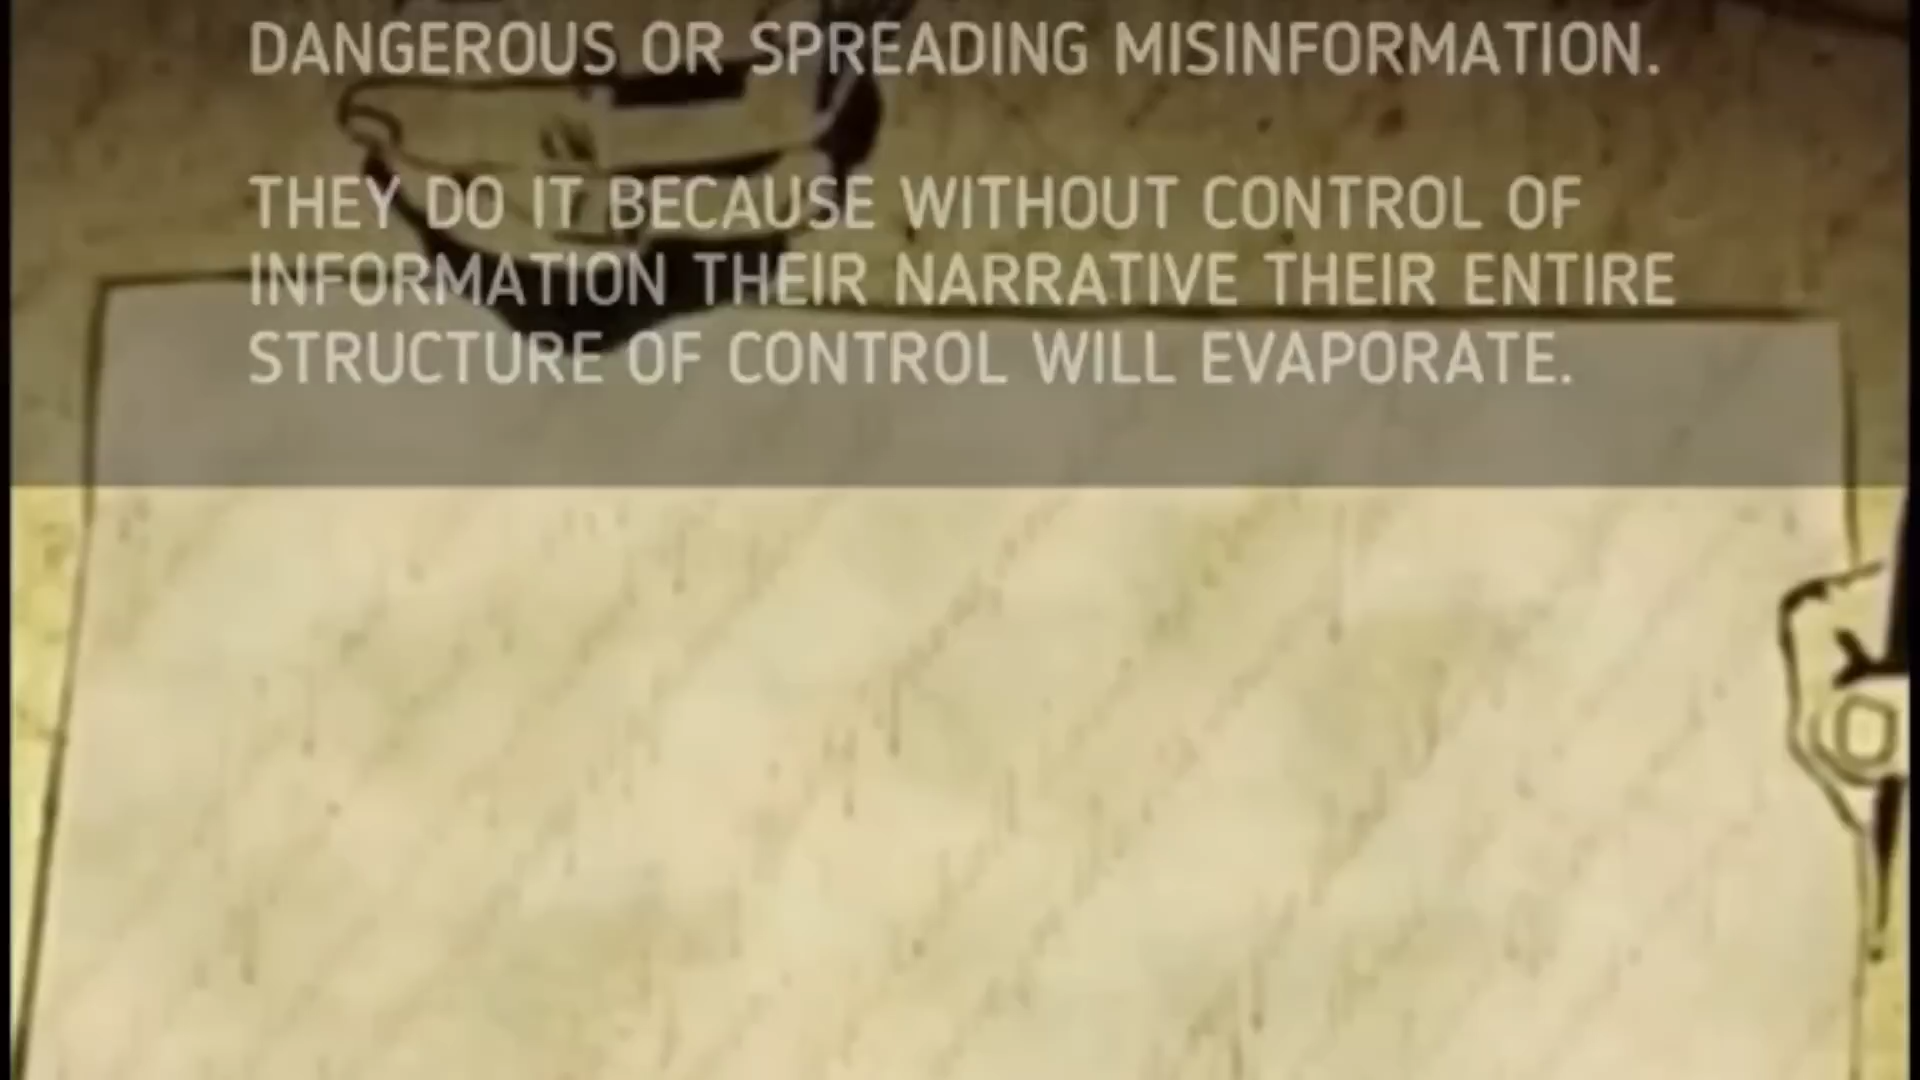 DANGEROUS OR SPREADING MISINFORMATION.
THEY DO IT BECAUSE WITHOUT CONTROL OF
INFORMATION THEIR NARRATIVE THEIR ENTIRE
STRUCTURE OF CONTROL WILL EVAPORATE.